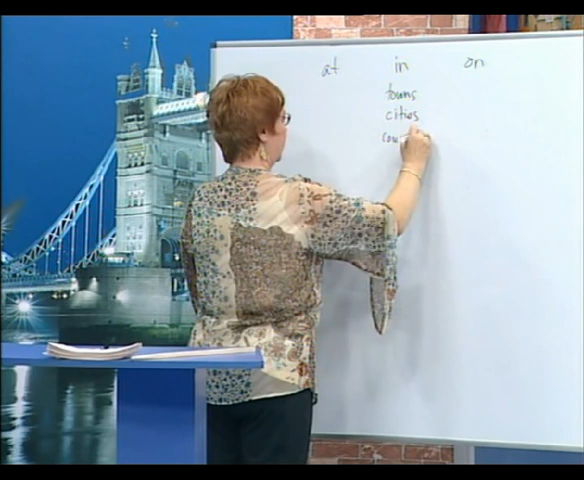 at in on
towns
cities